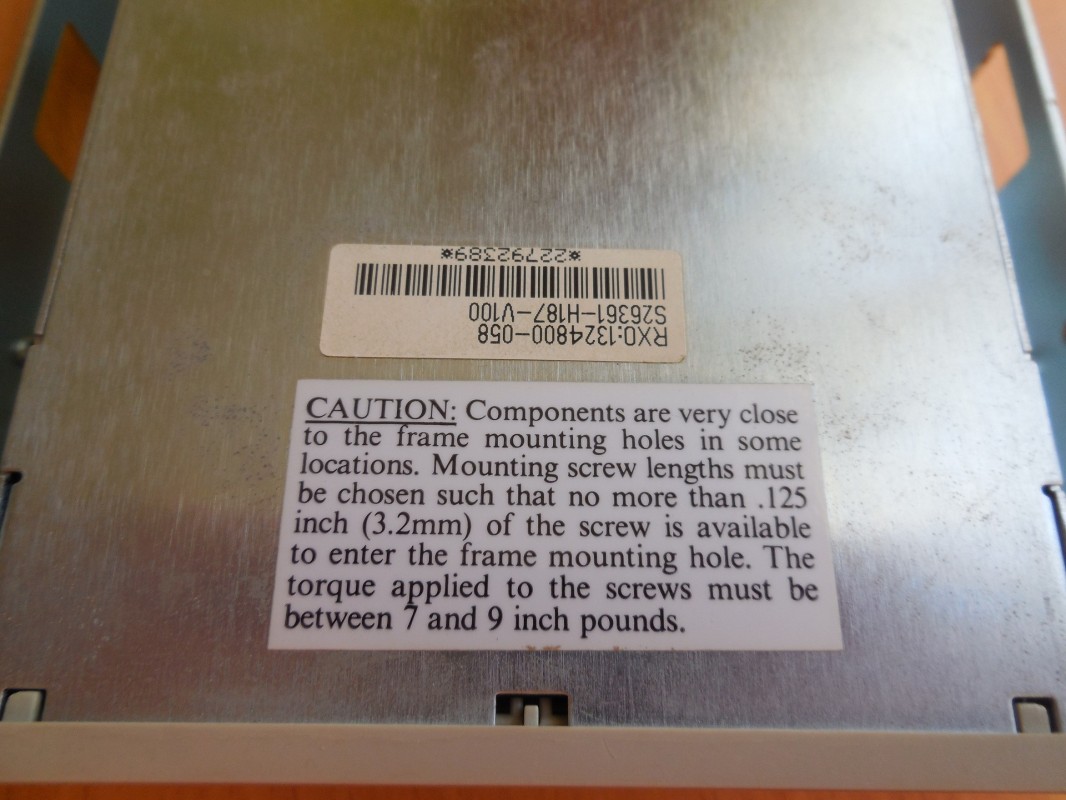 RXO:1324800-058
S26361-H187-V100
*22792389*
CAUTION: Components are very close
to the frame mounting holes in some
locations. Mounting screw lengths must
be chosen such that no more than .125
inch (3.2mm) of the screw is available
to enter the frame mounting hole. The
torque applied to the screws must be
between 7 and 9 inch pounds.